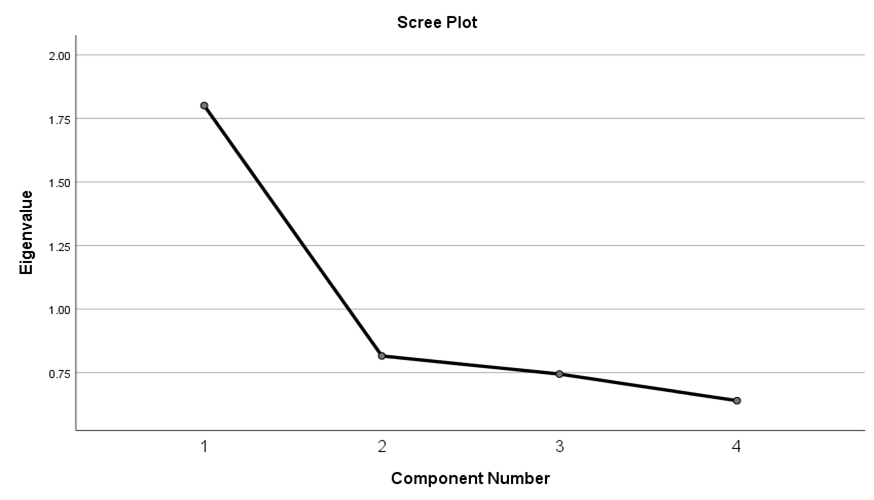 Scree Plot
2.00
1.75
1.50
1.25
1.00
0.75
Eigenvalue
1 2 3 4
Component Number